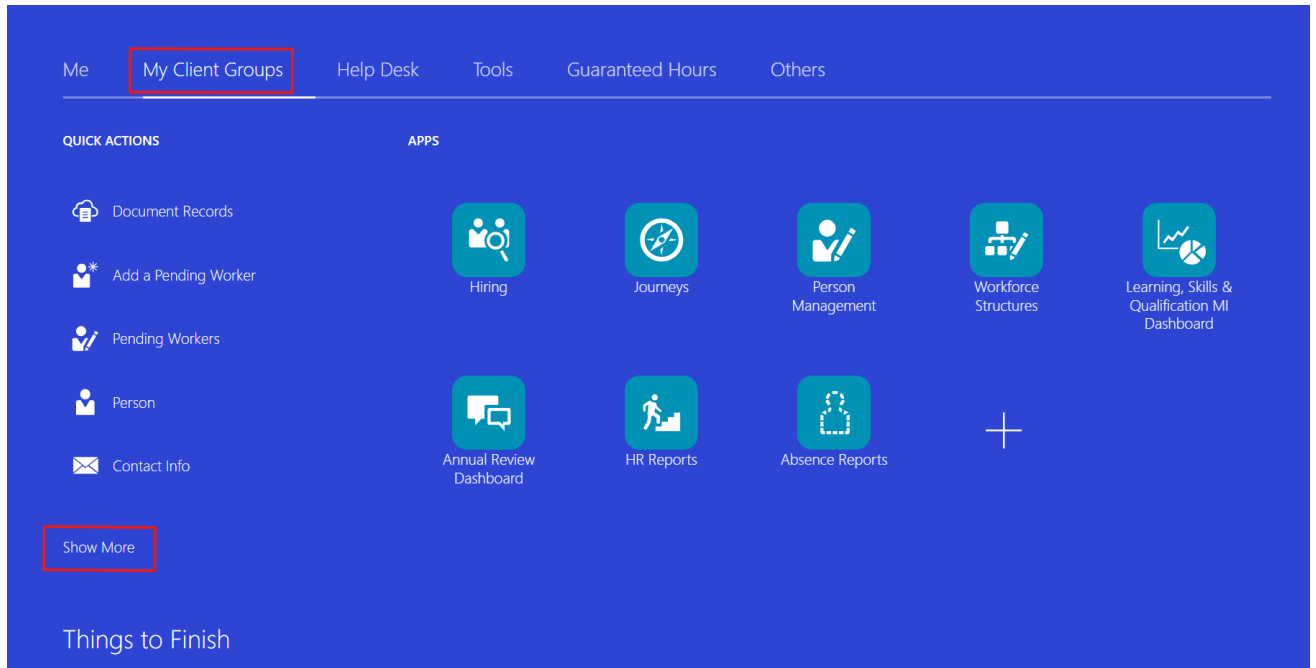 Me My Client Groups Help Desk Tools Guaranteed Hours Others
QUICK ACTIONS
APPS
Document Records
Add a Pending Worker
Pending Workers
Person
Contact Info
Show More
Hiring
Journeys
Person
Management
Workforce
Structures
Learning, Skills &
Qualification MI
Dashboard
Annual Review
Dashboard
HR Reports
Absence Reports
Things to Finish